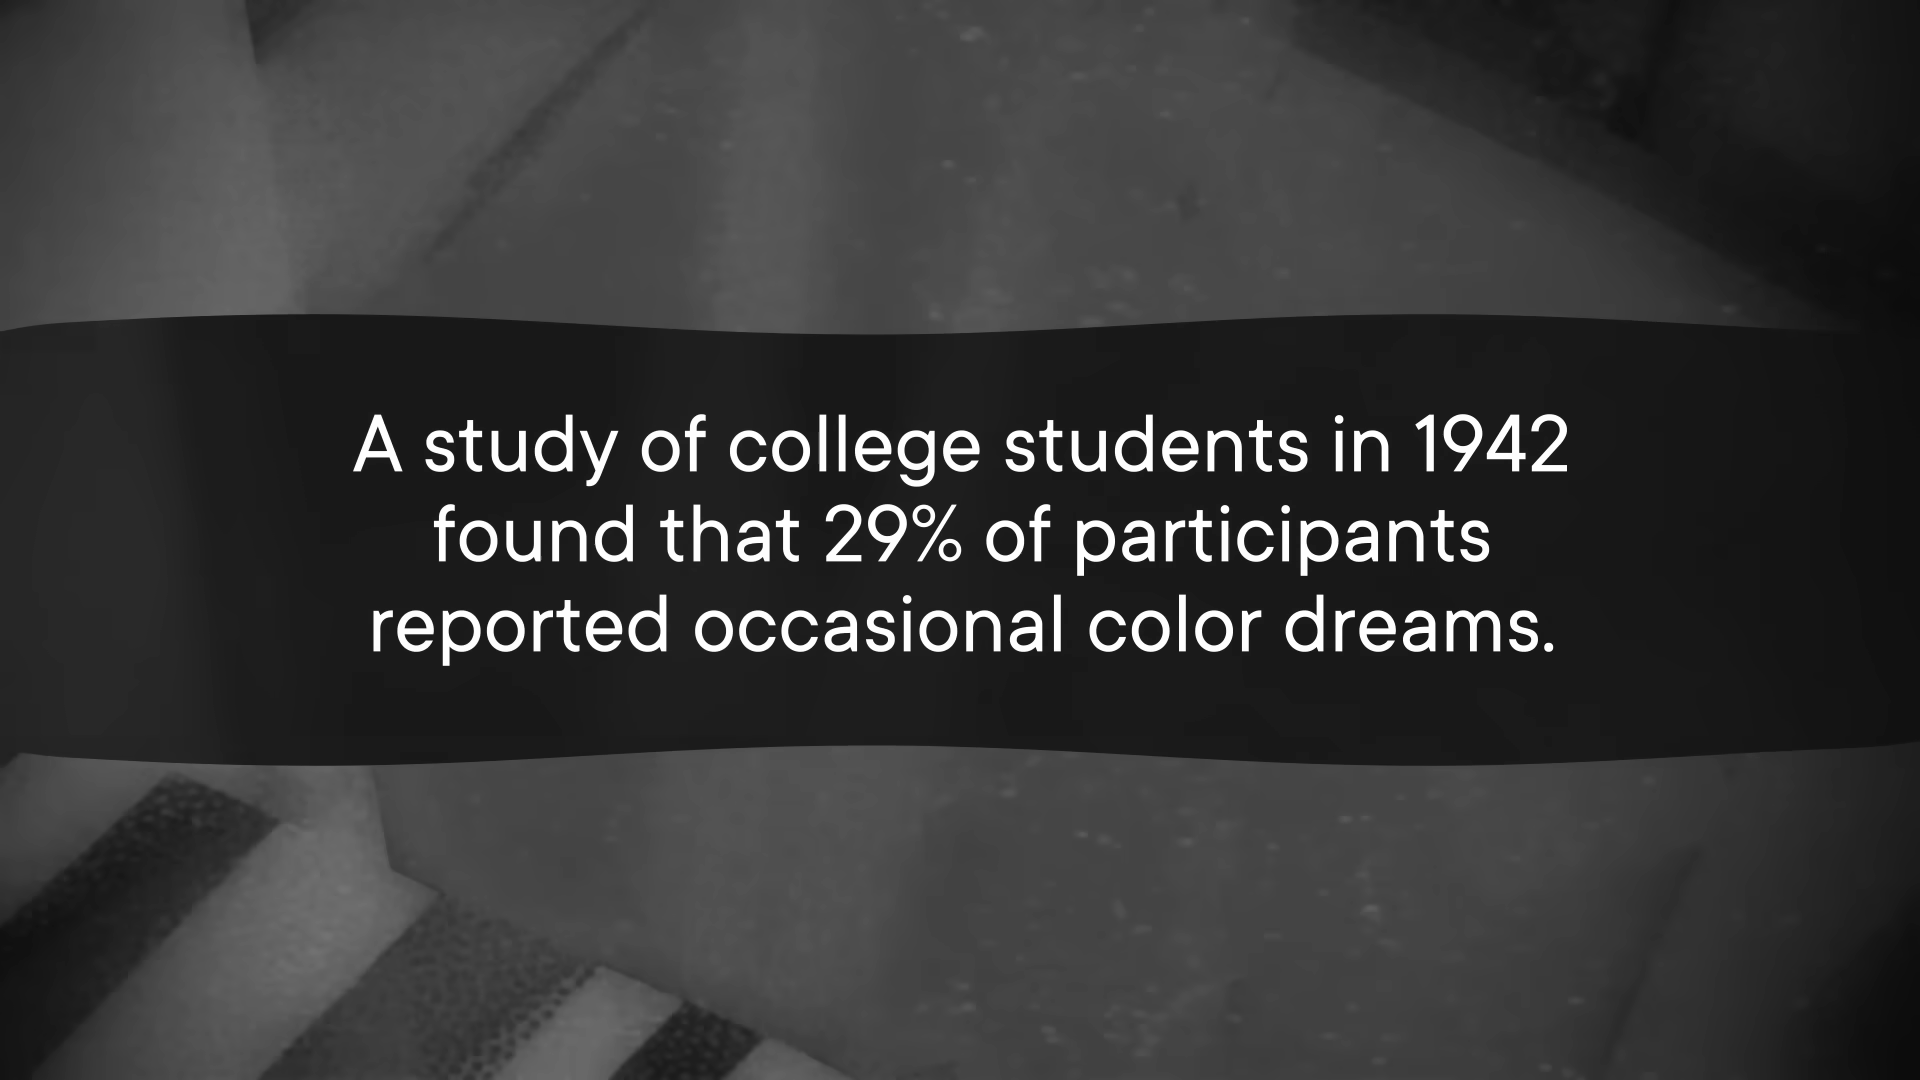 A study of college students in 1942
found that 29% of participants
reported occasional color dreams.